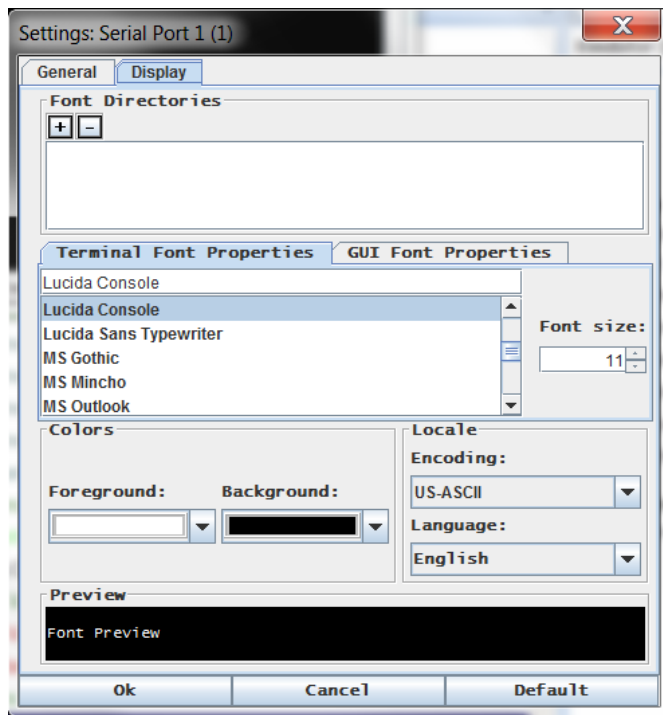 Settings: Serial Port 1 (1)
General Display
Font Directories
+ -
Terminal Font Properties GUI Font Properties
Lucida Console
Lucida Console
Lucida Sans Typewriter
MS Gothic
MS Mincho
MS Outlook
Font size:
11
Colors
Foreground: Background:
Locale
Encoding:
US-ASCII
Language:
English
Preview
Font Preview
Ok Cancel Default